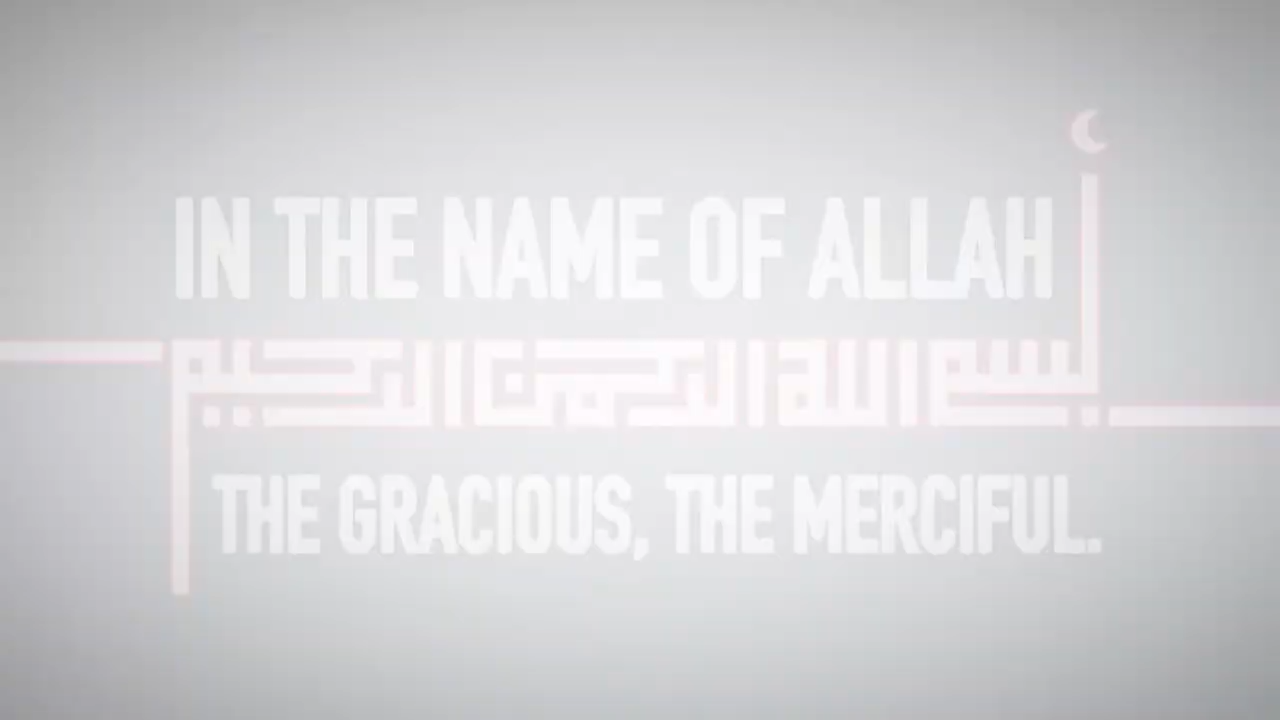 IN THE NAME OF ALLAH
بسم الله الرحمن الرحيم
THE GRACIOUS, THE MERCIFUL.